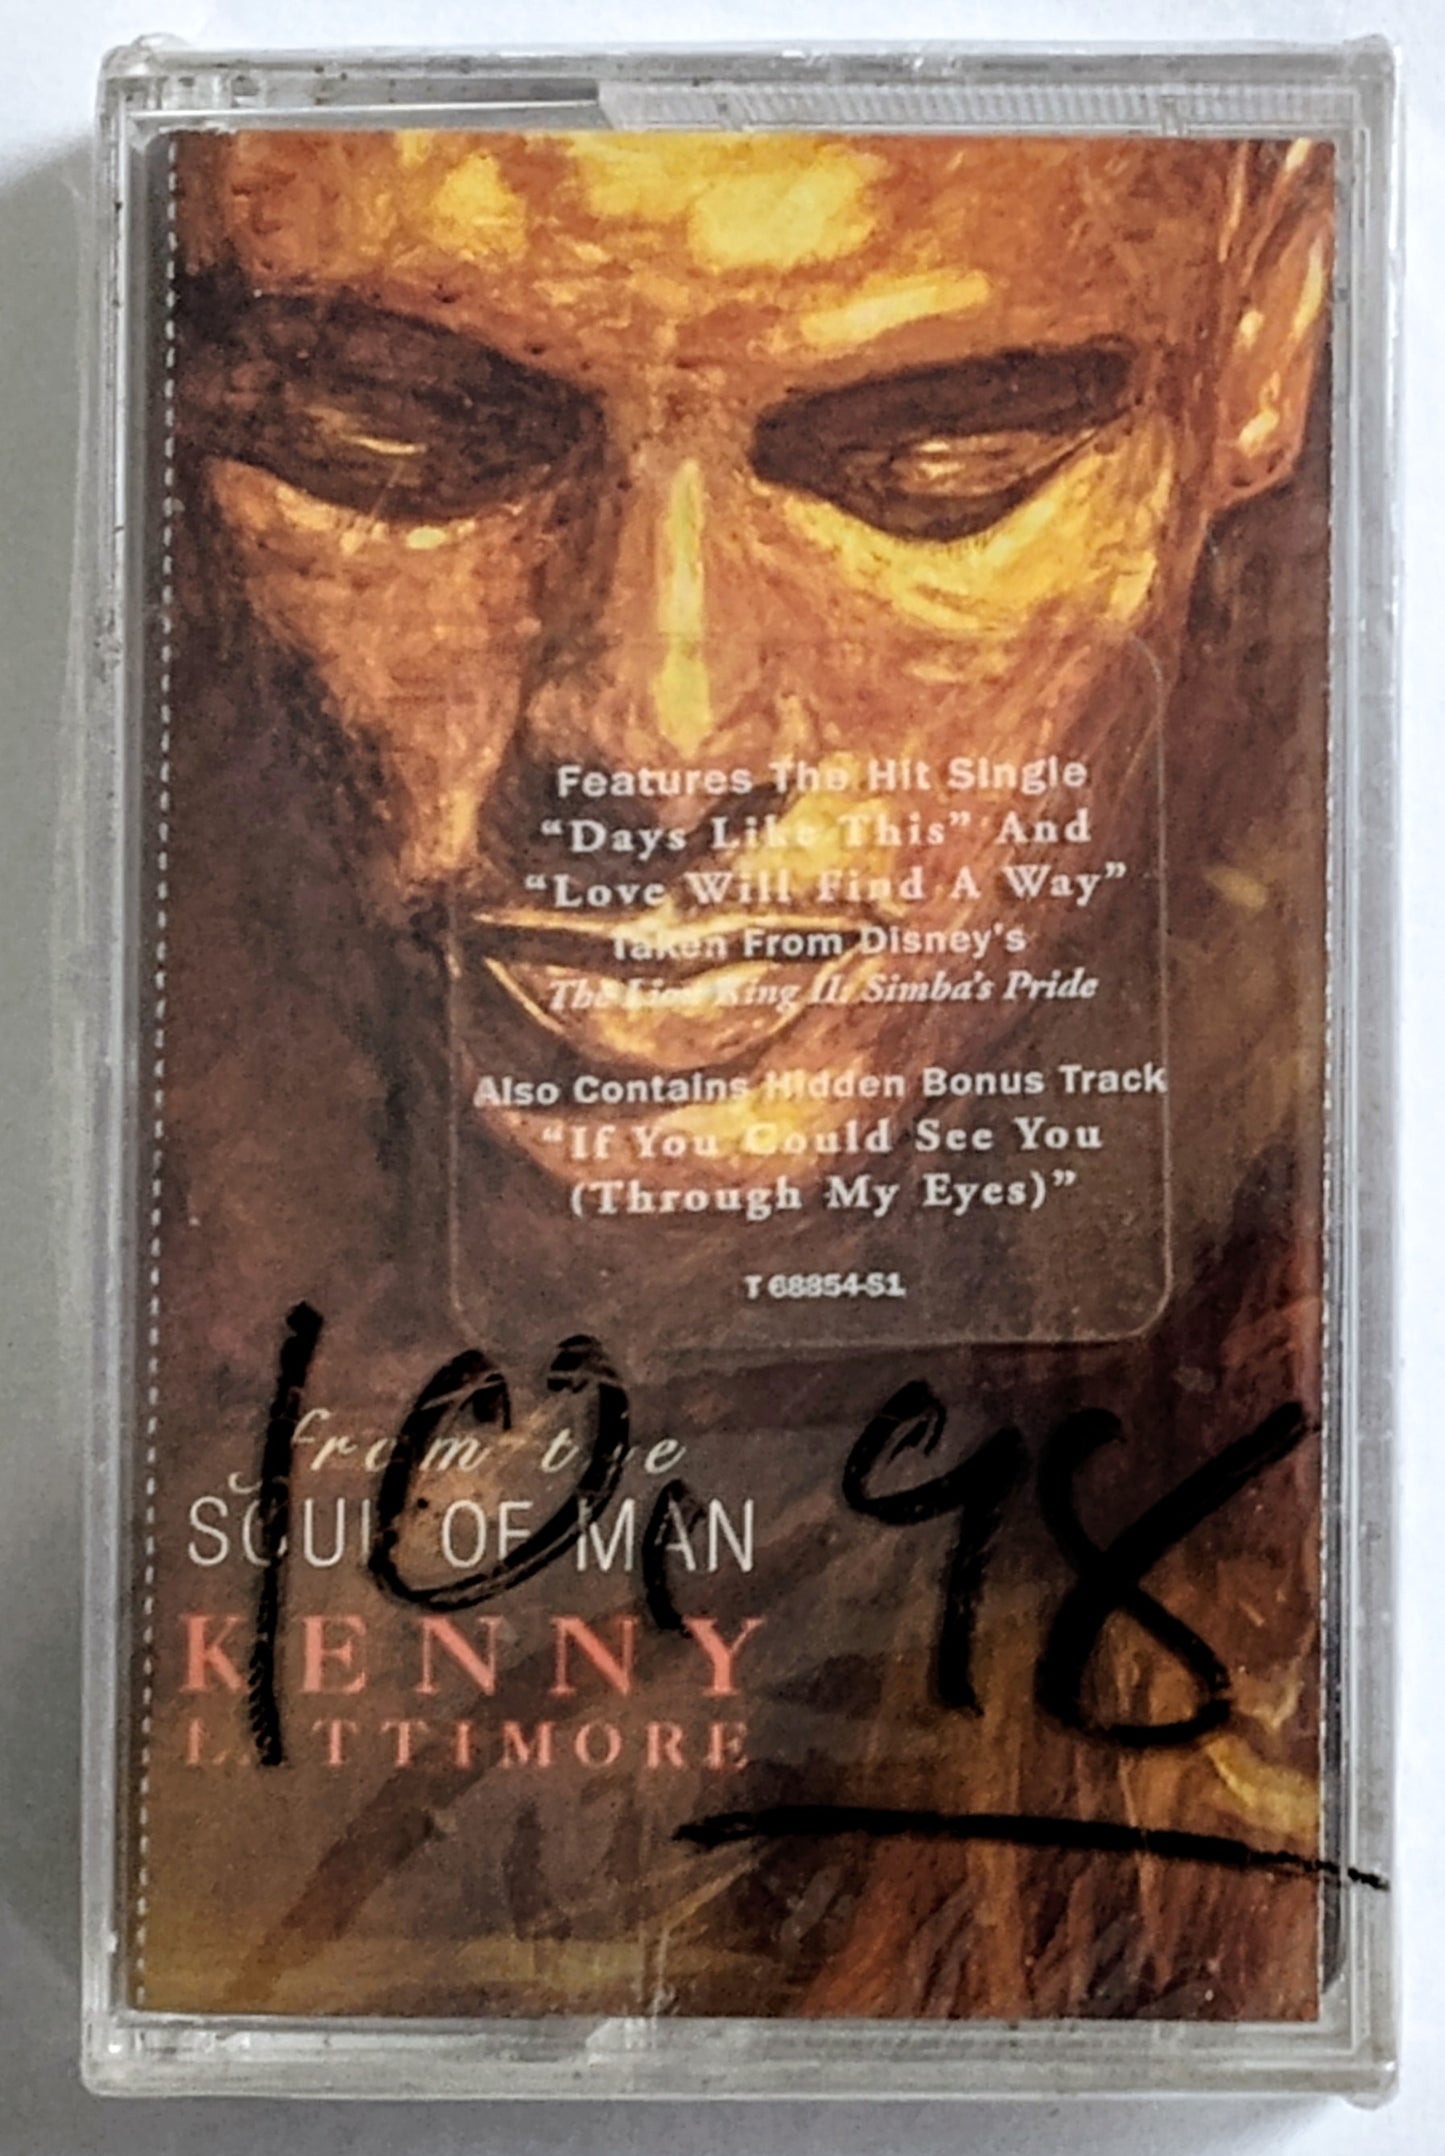 Features The Hit Single
“Days Like This” And
“Love Will Find A Way”
Taken From Disney's
The Lion King II: Simba's Pride
Also Contains Hidden Bonus Track
“If You Could See You
(Through My Eyes)”
T 68854-S1
from the
SOUL OF MAN
KENNY
LATTIMORE
10,98